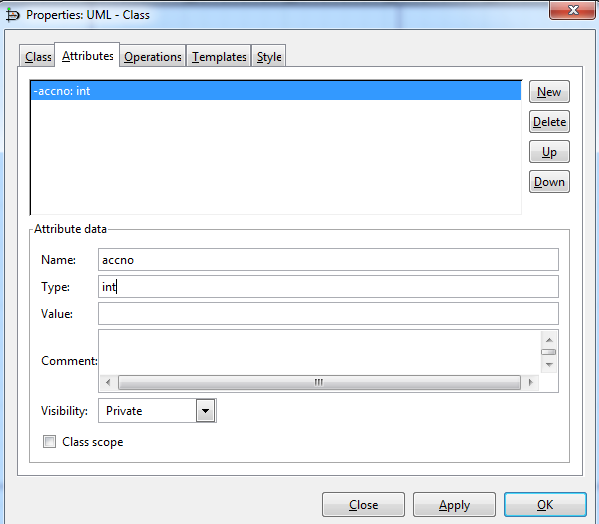 Properties: UML - Class
Class Attributes Operations Templates Style
-accno: int
New
Delete
Up
Down
Attribute data
Name: accno
Type: int
Value:
Comment:
Visibility: Private
Class scope
Close Apply OK